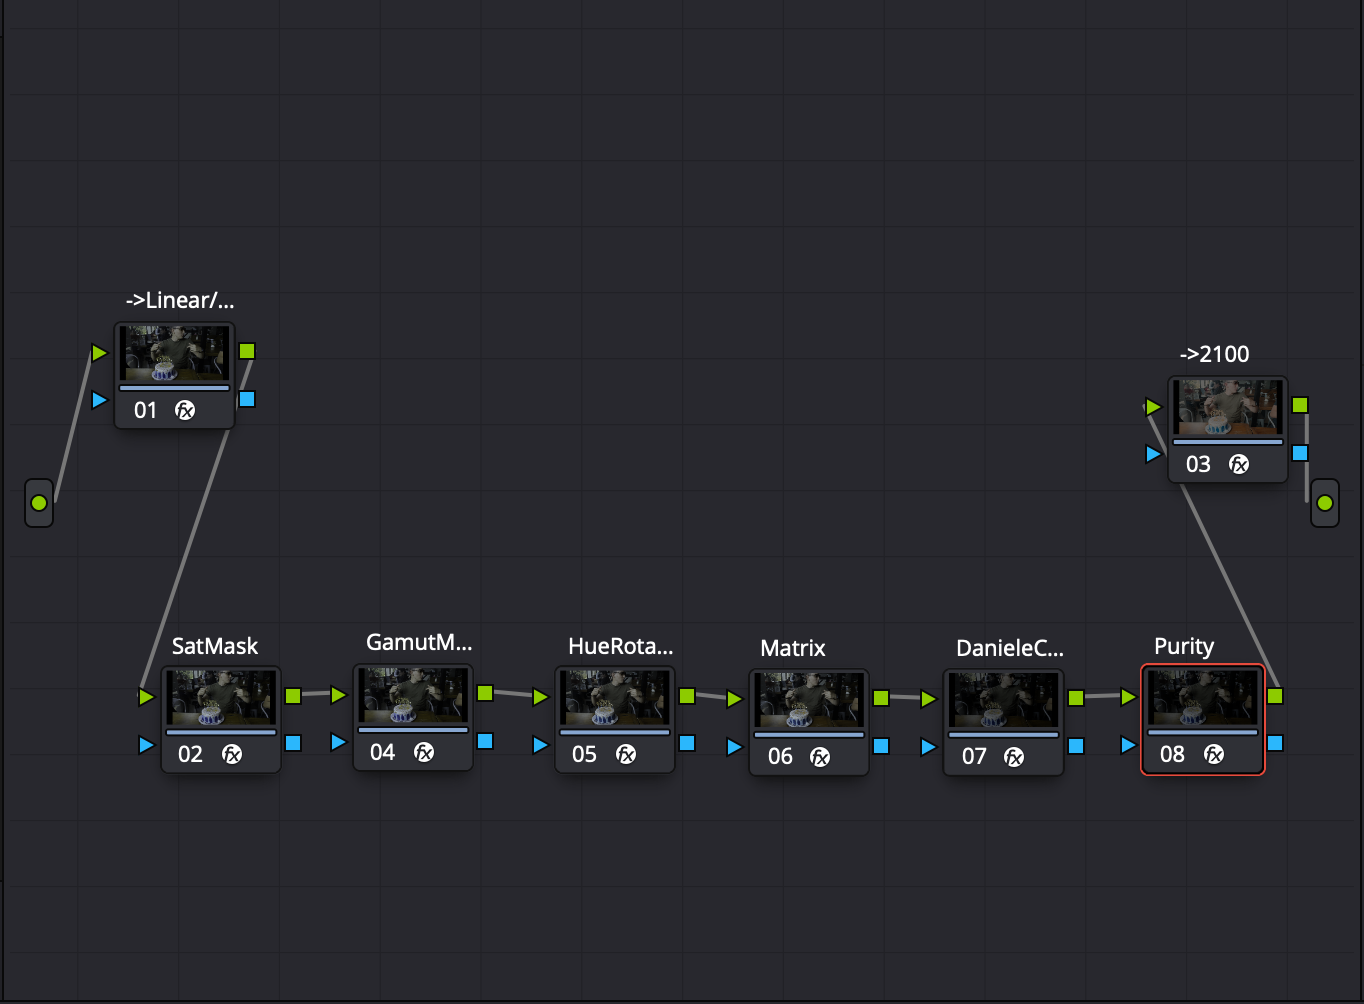 ->Linear/...
01 fx
->2100
03 fx
SatMask
02 fx
GamutM...
04 fx
HueRota...
05 fx
Matrix
06 fx
DanieleC...
07 fx
Purity
08 fx